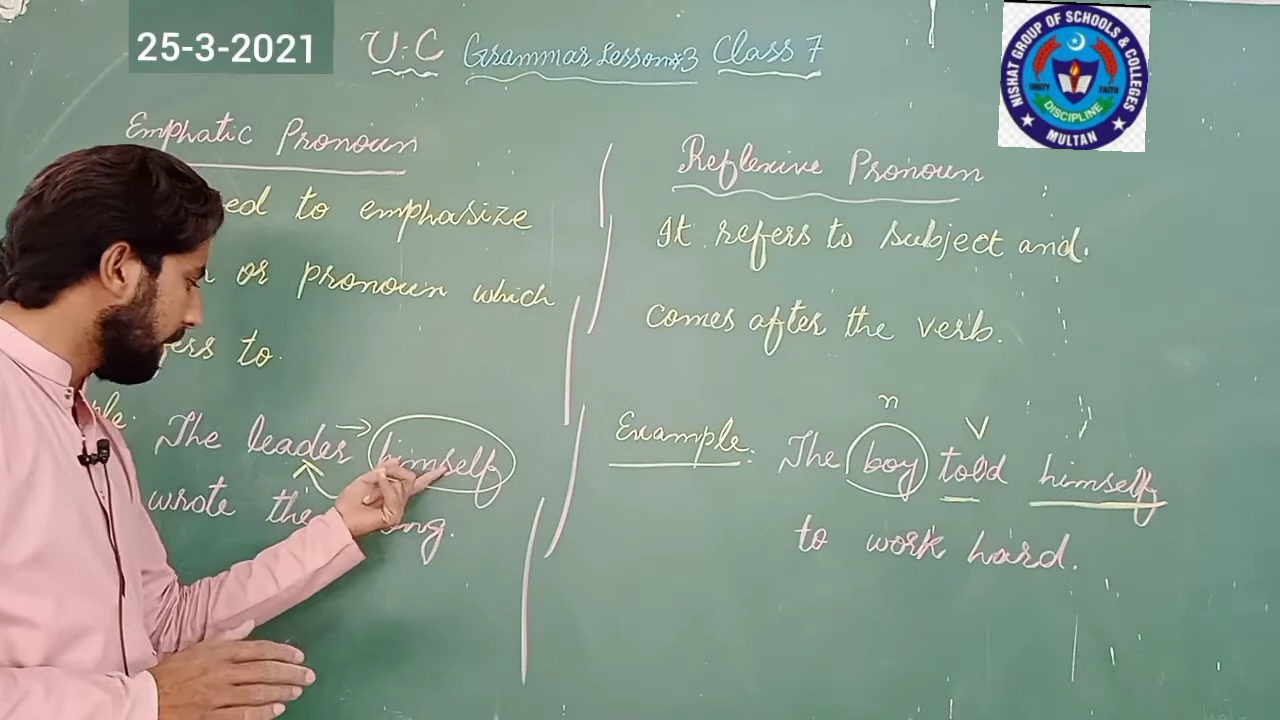 25-3-2021
U.C Grammar Lesson#3 Class 7
NISHAT GROUP OF SCHOOLS & COLLEGES
UNITY FAITH
DISCIPLINE
MULTAN
Emphatic Pronoun
to emphasize
or pronoun which
to.
The leader → himself
wrote the
Reflexive Pronoun
It refers to subject and.
comes after the verb.
n
V
Example. The boy told himself
to work hard.